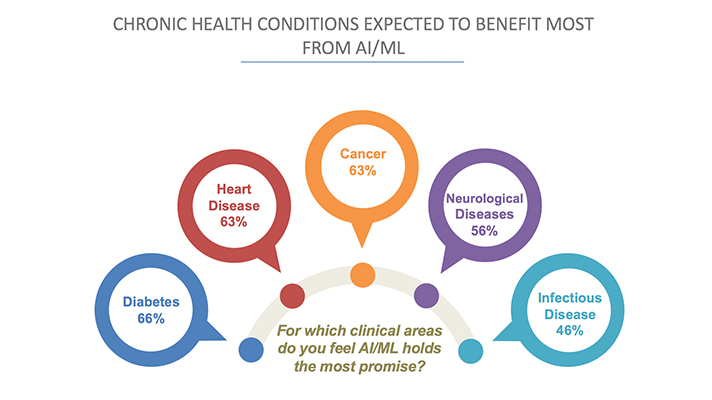 CHRONIC HEALTH CONDITIONS EXPECTED TO BENEFIT MOST
FROM AI/ML
Diabetes
66%
Heart
Disease
63%
Cancer
63%
Neurological
Diseases
56%
Infectious
Disease
46%
For which clinical areas
do you feel AI/ML holds
the most promise?